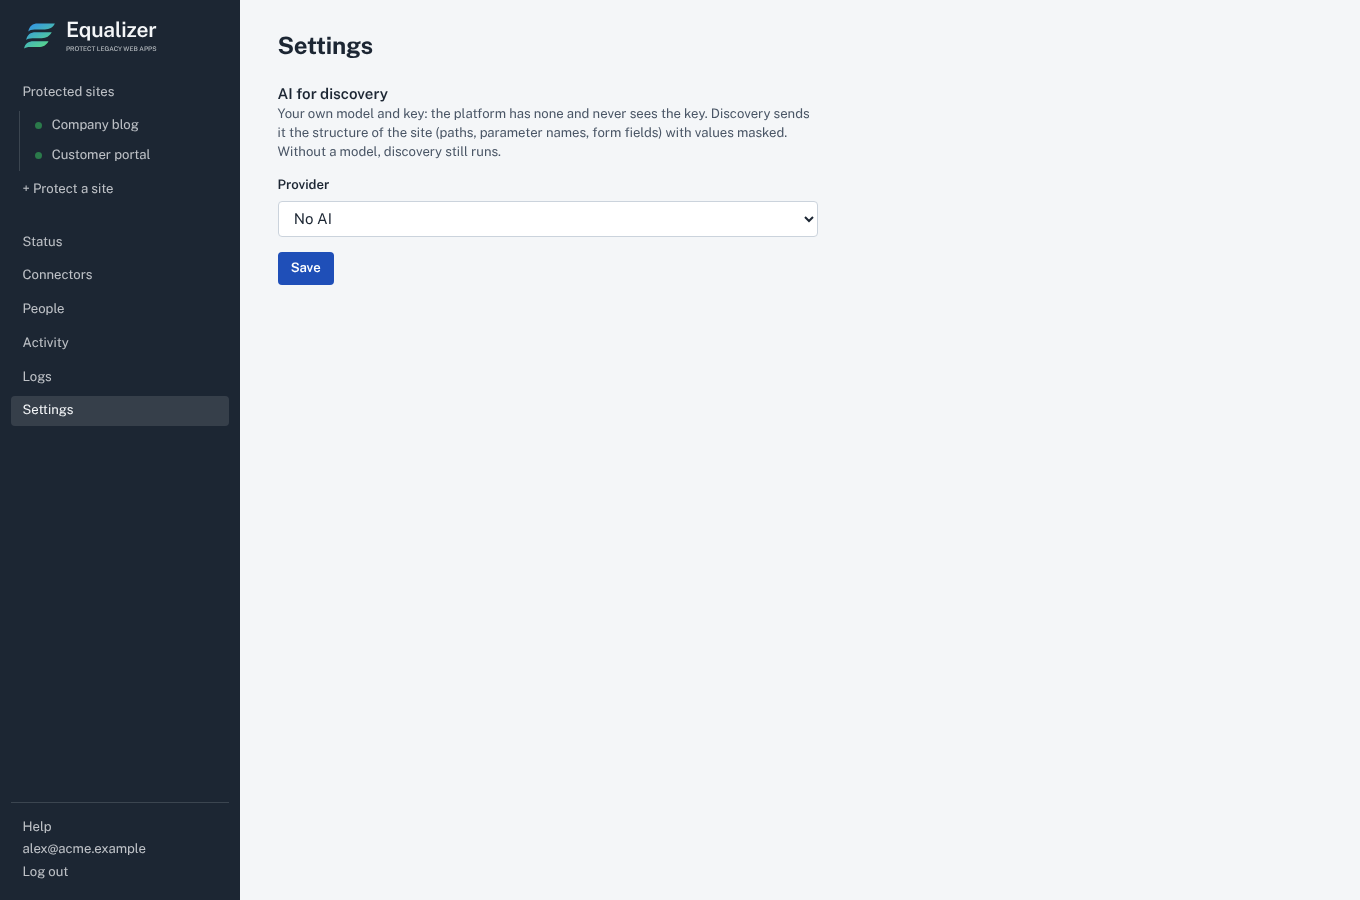 Equalizer
PROTECT LEGACY WEB APPS
Protected sites
Company blog
Customer portal
+ Protect a site
Status
Connectors
People
Activity
Logs
Settings
Help
alex@acme.example
Log out
Settings
AI for discovery
Your own model and key: the platform has none and never sees the key. Discovery sends
it the structure of the site (paths, parameter names, form fields) with values masked.
Without a model, discovery still runs.
Provider
No AI
Save